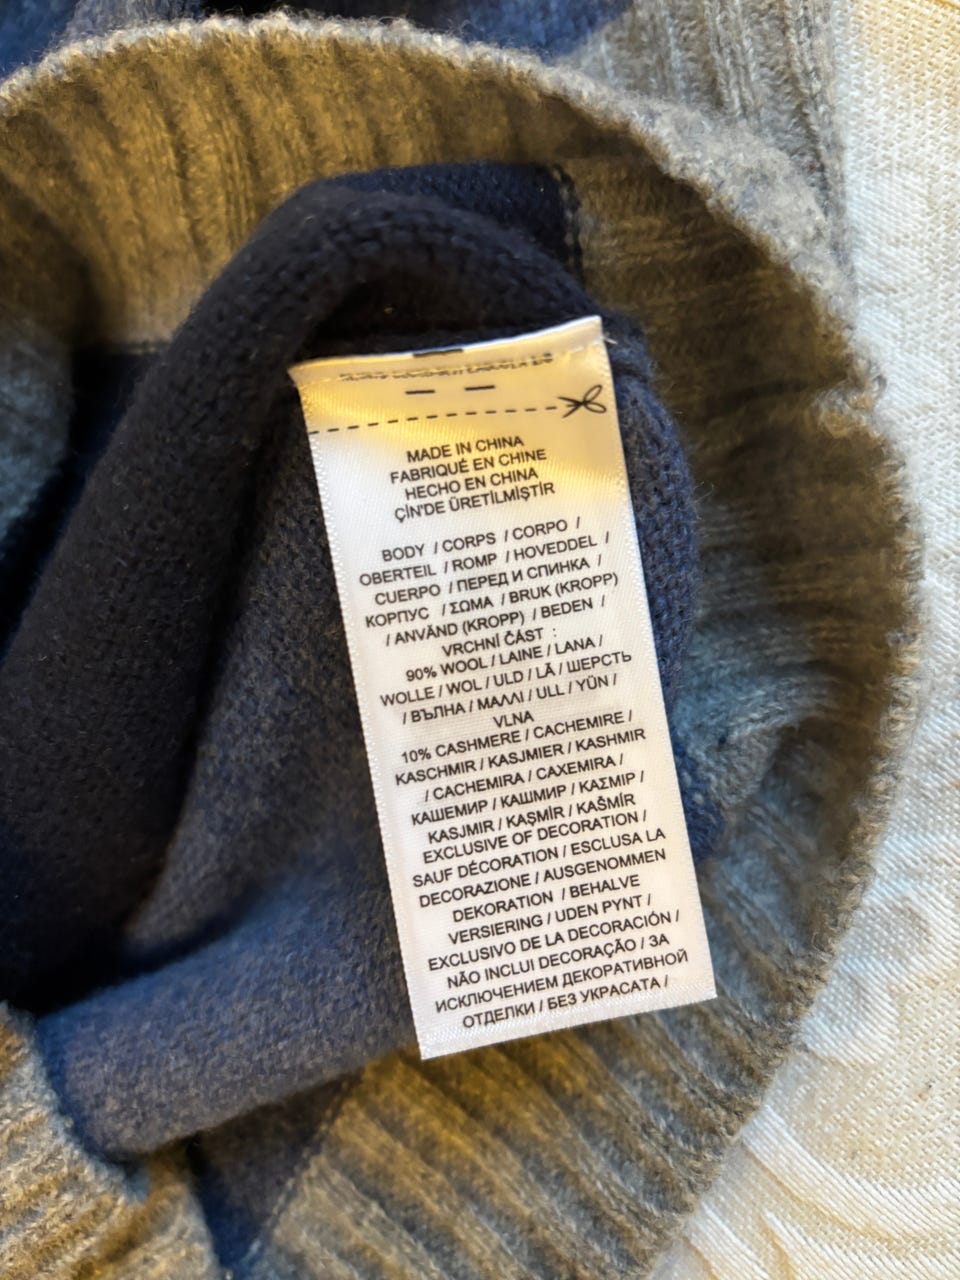 MADE IN CHINA
FABRIQUÉ EN CHINE
HECHO EN CHINA
ÇİN'DE ÜRETİLMİŞTİR
BODY / CORPS / CORPO /
OBERTEIL / ROMP / HOVEDDEL /
CUERPO / ПЕРЕД И СПИНКА /
КОРПУС / ΣΩΜΑ / BRUK (KROPP)
/ ANVÄND (KROPP) / BEDEN /
VRCHNÍ ČÁST :
90% WOOL / LAINE / LANA /
WOLLE / WOL / ULD / LÃ / ШЕРСТЬ
/ ВЪЛНА / ΜΑΛΛΙ / ULL / YÜN /
VLNA
10% CASHMERE / CACHEMIRE /
KASCHMIR / KASJMIER / KASHMIR
/ CACHEMIRA / CAXEMIRA /
КАШЕМИР / КАШМИР / ΚΑΣΜΙΡ /
KASJMIR / KAŞMİR / KAŠMÍR
EXCLUSIVE OF DECORATION /
SAUF DÉCORATION / ESCLUSA LA
DECORAZIONE / AUSGENOMMEN
DEKORATION / BEHALVE
VERSIERING / UDEN PYNT /
EXCLUSIVO DE LA DECORACIÓN /
NÃO INCLUI DECORAÇÃO / ЗА
ИСКЛЮЧЕНИЕМ ДЕКОРАТИВНОЙ
ОТДЕЛКИ / БЕЗ УКРАСАТА /